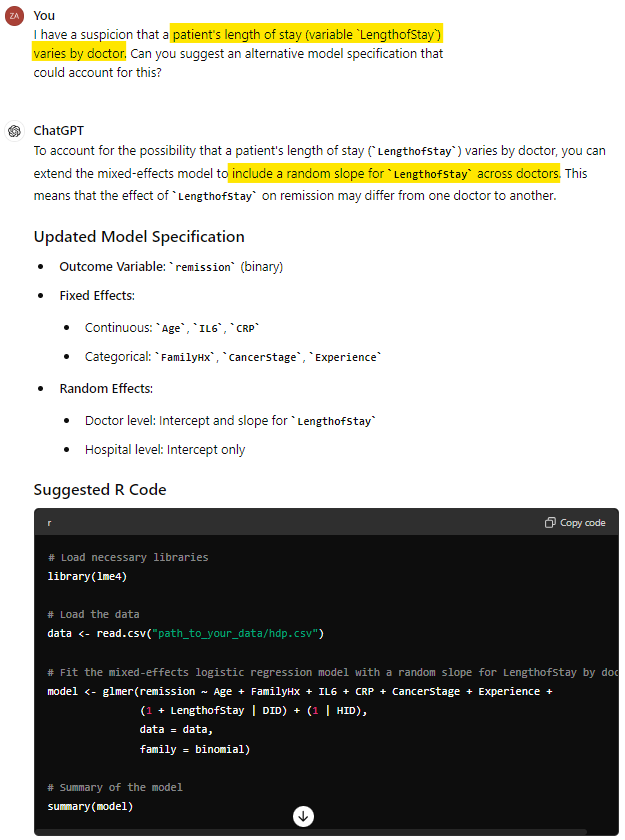 ZA
You
I have a suspicion that a patient's length of stay (variable `LengthofStay`)
varies by doctor. Can you suggest an alternative model specification that
could account for this?
ChatGPT
To account for the possibility that a patient's length of stay (`LengthofStay`) varies by doctor, you can
extend the mixed-effects model to include a random slope for `LengthofStay` across doctors. This
means that the effect of `LengthofStay` on remission may differ from one doctor to another.
Updated Model Specification
• Outcome Variable: `remission` (binary)
• Fixed Effects:
• Continuous: `Age`, `IL6`, `CRP`
• Categorical: `FamilyHx`, `CancerStage`, `Experience`
• Random Effects:
• Doctor level: Intercept and slope for `LengthofStay`
• Hospital level: Intercept only
Suggested R Code
r Copy code
# Load necessary libraries
library(lme4)
# Load the data
data <- read.csv("path_to_your_data/hdp.csv")
# Fit the mixed-effects logistic regression model with a random slope for LengthofStay by doc
model <- glmer(remission ~ Age + FamilyHx + IL6 + CRP + CancerStage + Experience +
(1 + LengthofStay | DID) + (1 | HID),
data = data,
family = binomial)
# Summary of the model
summary(model)